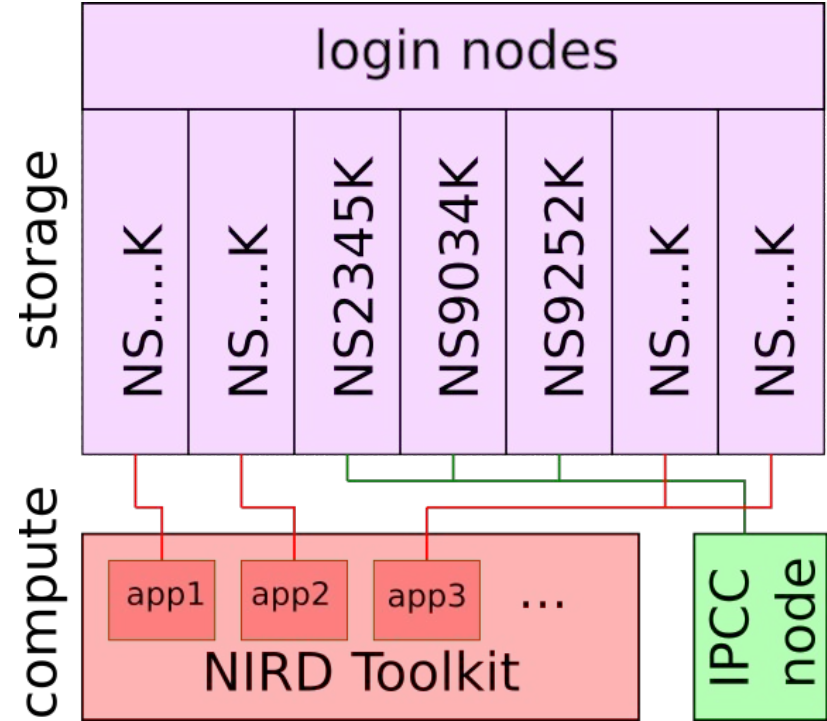 login nodes
storage
NS....K
NS....K
NS2345K
NS9034K
NS9252K
NS....K
NS....K
compute
app1
app2
app3
...
NIRD Toolkit
IPCC
node